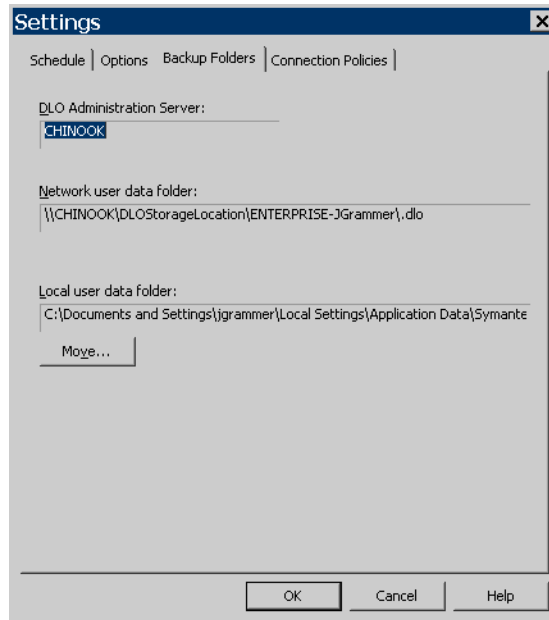 Settings
Schedule Options Backup Folders Connection Policies
DLO Administration Server:
CHINOOK
Network user data folder:
\\CHINOOK\DLOStorageLocation\ENTERPRISE-JGrammer\.dlo
Local user data folder:
C:\Documents and Settings\jgrammer\Local Settings\Application Data\Symante
Move...
OK Cancel Help